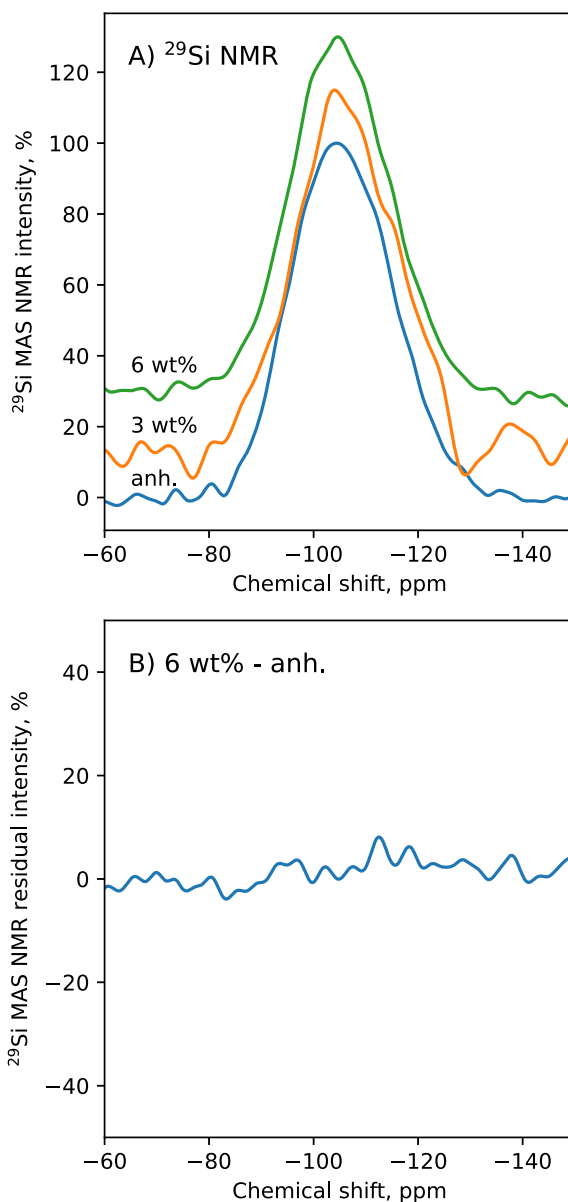 A) ²⁹Si NMR
²⁹Si MAS NMR intensity, %
120
100
80
60
40
20
0
6 wt%
3 wt%
anh.
−60 −80 −100 −120 −140
Chemical shift, ppm
B) 6 wt% - anh.
²⁹Si MAS NMR residual intensity, %
40
20
0
−20
−40
−60 −80 −100 −120 −140
Chemical shift, ppm